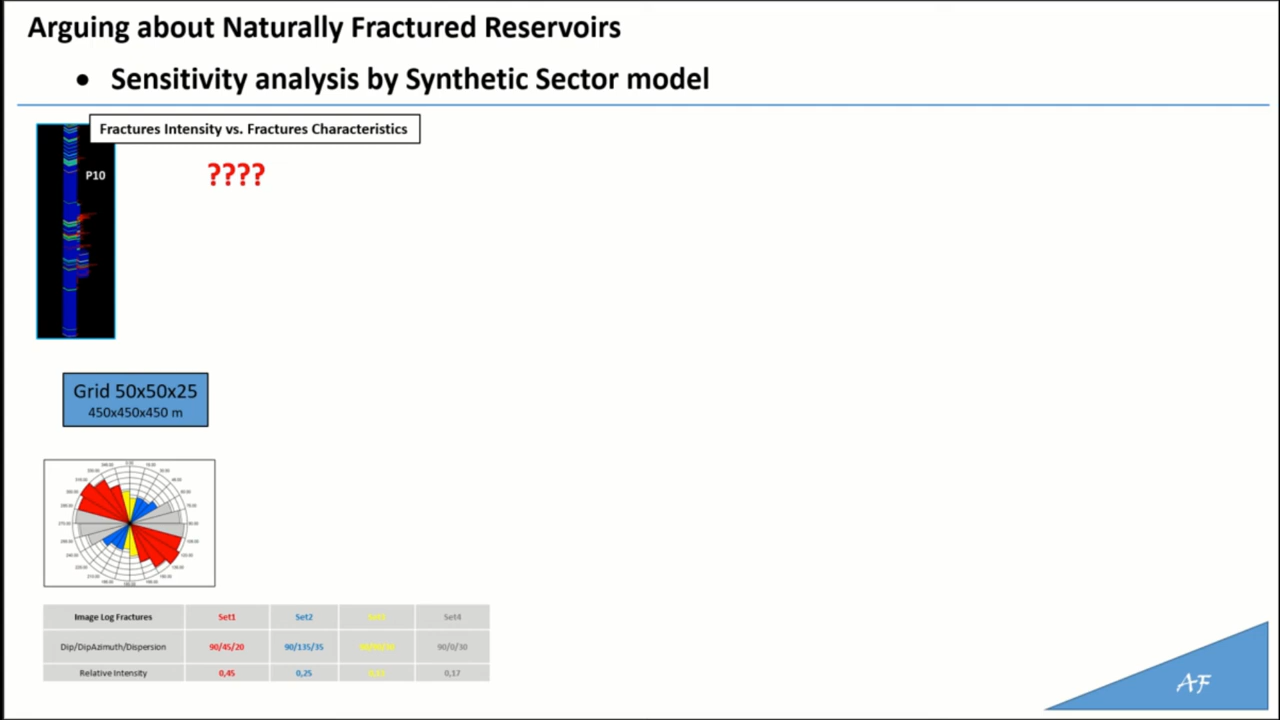 Arguing about Naturally Fractured Reservoirs
• Sensitivity analysis by Synthetic Sector model
Fractures Intensity vs. Fractures Characteristics
????
P10
Grid 50x50x25
450x450x450 m
Image Log Fractures Set1 Set2 Set3 Set4
Dip/DipAzimuth/Dispersion 90/45/20 90/135/35 90/0/30
Relative Intensity 0,45 0,25 0,17
AF